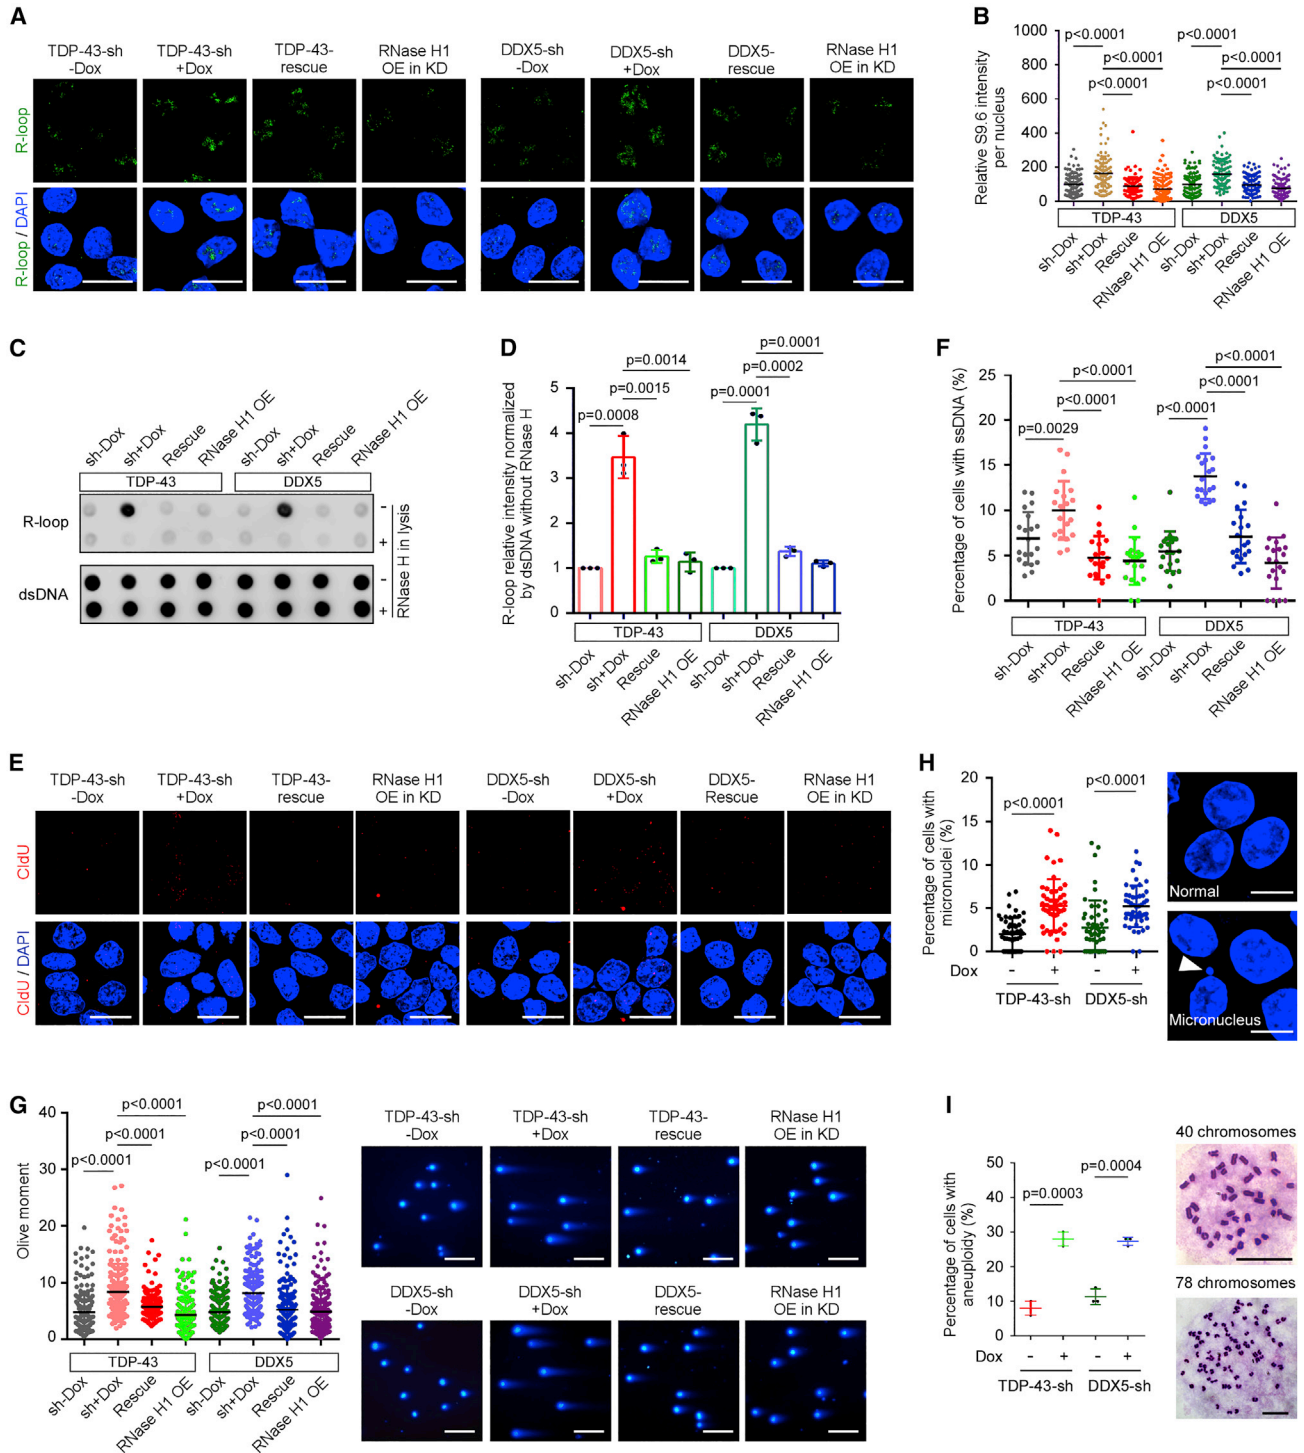 A
TDP-43-sh
-Dox
TDP-43-sh
+Dox
TDP-43-
rescue
RNase H1
OE in KD
DDX5-sh
-Dox
DDX5-sh
+Dox
DDX5-
rescue
RNase H1
OE in KD
R-loop
R-loop / DAPI
B
Relative S9.6 intensity
per nucleus
1000
800
600
400
200
0
p<0.0001
p<0.0001
p<0.0001
p<0.0001
p<0.0001
p<0.0001
TDP-43
DDX5
sh-Dox
sh+Dox
Rescue
RNase H1 OE
sh-Dox
sh+Dox
Rescue
RNase H1 OE
C
sh-Dox
sh+Dox
Rescue
RNase H1 OE
sh-Dox
sh+Dox
Rescue
RNase H1 OE
TDP-43
DDX5
R-loop
dsDNA
-
+
-
+
RNase H in lysis
D
R-loop relative intensity normalized
by dsDNA without RNase H
5
4
3
2
1
0
p=0.0001
p=0.0014
p=0.0002
p=0.0015
p=0.0001
p=0.0008
TDP-43
DDX5
sh-Dox
sh+Dox
Rescue
RNase H1 OE
sh-Dox
sh+Dox
Rescue
RNase H1 OE
F
Percentage of cells with ssDNA (%)
25
20
15
10
5
0
p<0.0001
p<0.0001
p<0.0001
p<0.0001
p<0.0001
p=0.0029
TDP-43
DDX5
sh-Dox
sh+Dox
Rescue
RNase H1 OE
sh-Dox
sh+Dox
Rescue
RNase H1 OE
E
TDP-43-sh
-Dox
TDP-43-sh
+Dox
TDP-43-
rescue
RNase H1
OE in KD
DDX5-sh
-Dox
DDX5-sh
+Dox
DDX5-
Rescue
RNase H1
OE in KD
CldU
CldU / DAPI
H
Percentage of cells with
micronuclei (%)
20
15
10
5
0
p<0.0001
p<0.0001
Dox
-
+
-
+
TDP-43-sh
DDX5-sh
Normal
Micronucleus
G
Olive moment
40
30
20
10
0
p<0.0001
p<0.0001
p<0.0001
p<0.0001
p<0.0001
p<0.0001
TDP-43
DDX5
sh-Dox
sh+Dox
Rescue
RNase H1 OE
sh-Dox
sh+Dox
Rescue
RNase H1 OE
TDP-43-sh
-Dox
TDP-43-sh
+Dox
TDP-43-
rescue
RNase H1
OE in KD
DDX5-sh
-Dox
DDX5-sh
+Dox
DDX5-
rescue
RNase H1
OE in KD
I
Percentage of cells with
aneuploidy (%)
50
40
30
20
10
0
p=0.0003
p=0.0004
Dox
-
+
-
+
TDP-43-sh
DDX5-sh
40 chromosomes
78 chromosomes